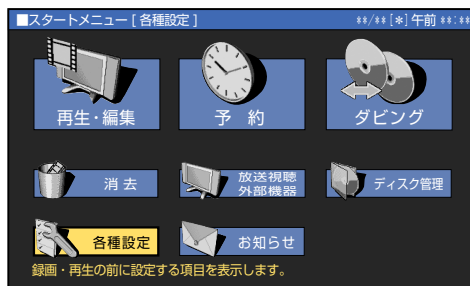 ■スタートメニュー [ 各種設定 ] **/** [*] 午前 **:**
再生・編集
予 約
ダビング
消 去
放送視聴
外部機器
ディスク管理
各種設定
お知らせ
録画・再生の前に設定する項目を表示します。